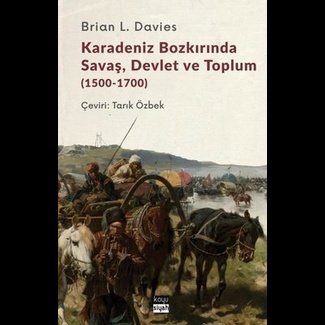 Brian L. Davies
Karadeniz Bozkırında
Savaş, Devlet ve Toplum
(1500-1700)
Çeviri: Tarık Özbek
koyu
siyah